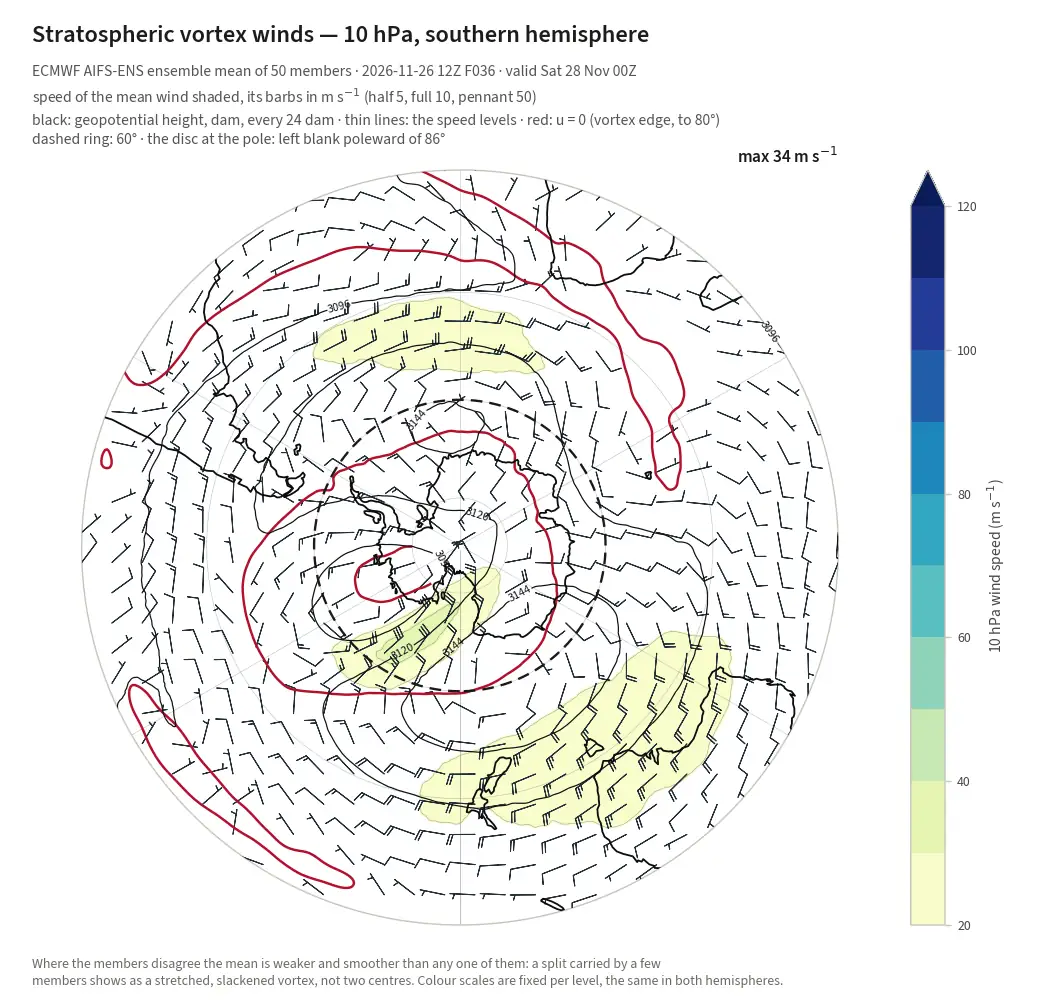 Stratospheric vortex winds — 10 hPa, southern hemisphere
ECMWF AIFS-ENS ensemble mean of 50 members · 2026-11-26 12Z F036 · valid Sat 28 Nov 00Z
speed of the mean wind shaded, its barbs in m s⁻¹ (half 5, full 10, pennant 50)
black: geopotential height, dam, every 24 dam · thin lines: the speed levels · red: u = 0 (vortex edge, to 80°)
dashed ring: 60° · the disc at the pole: left blank poleward of 86°
max 34 m s⁻¹
120
100
80
60
40
20
10 hPa wind speed (m s⁻¹)
3096
3096
3144
3120
3144
3120
3144
Where the members disagree the mean is weaker and smoother than any one of them: a split carried by a few
members shows as a stretched, slackened vortex, not two centres. Colour scales are fixed per level, the same in both hemispheres.